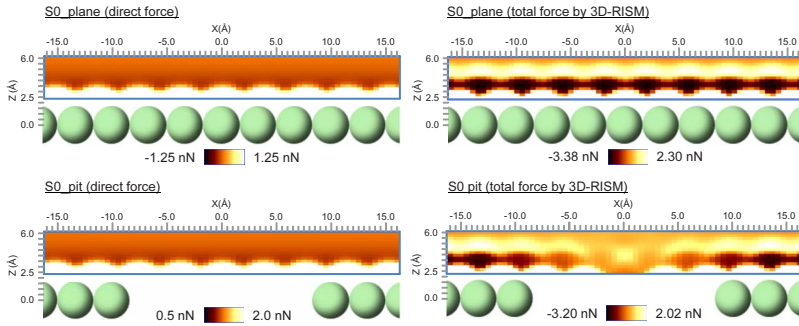 S0_plane (direct force)
X(Å)
-15.0 -10.0 -5.0 0.0 5.0 10.0 15.0
6.0
Z (Å)
2.5
0.0
-1.25 nN 1.25 nN
S0_plane (total force by 3D-RISM)
X(Å)
-15.0 -10.0 -5.0 0.0 5.0 10.0 15.0
6.0
Z (Å)
2.5
0.0
-3.38 nN 2.30 nN
S0_pit (direct force)
X(Å)
-15.0 -10.0 -5.0 0.0 5.0 10.0 15.0
6.0
Z (Å)
2.5
0.0
0.5 nN 2.0 nN
S0 pit (total force by 3D-RISM)
X(Å)
-15.0 -10.0 -5.0 0.0 5.0 10.0 15.0
6.0
Z (Å)
2.5
0.0
-3.20 nN 2.02 nN